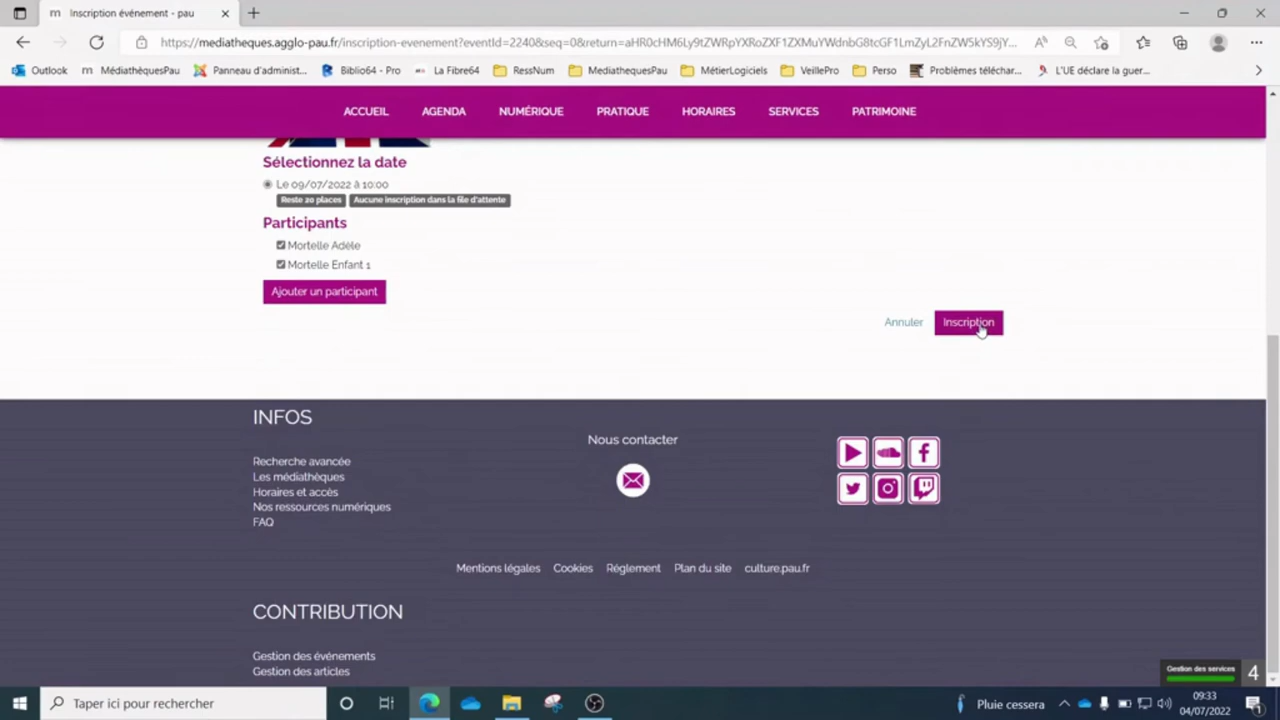 Inscription événement - pau
https://mediatheques.agglo-pau.fr/inscription-evenement?eventId=2240&seq=0&return=aHR0cHM6Ly9tZWRpYXRoZXF1ZXMuYWdnbG8tcGF1LmZyL2FnZW5kYS9jY...
Outlook MédiathèquesPau Panneau d'administ... Biblio64 - Pro La Fibre64 RessNum MediathequesPau MétierLogiciels VeillePro Perso Problèmes téléchar... L'UE déclare la guer...
ACCUEIL AGENDA NUMÉRIQUE PRATIQUE HORAIRES SERVICES PATRIMOINE
Sélectionnez la date
Le 09/07/2022 à 10:00
Reste 20 places Aucune inscription dans la file d'attente
Participants
Mortelle Adèle
Mortelle Enfant 1
Ajouter un participant
Annuler Inscription
INFOS
Nous contacter
Recherche avancée
Les médiathèques
Horaires et accès
Nos ressources numériques
FAQ
Mentions légales Cookies Réglement Plan du site culture.pau.fr
CONTRIBUTION
Gestion des événements
Gestion des articles
Gestion des services 4
Taper ici pour rechercher
Pluie cessera
09:33
04/07/2022
1